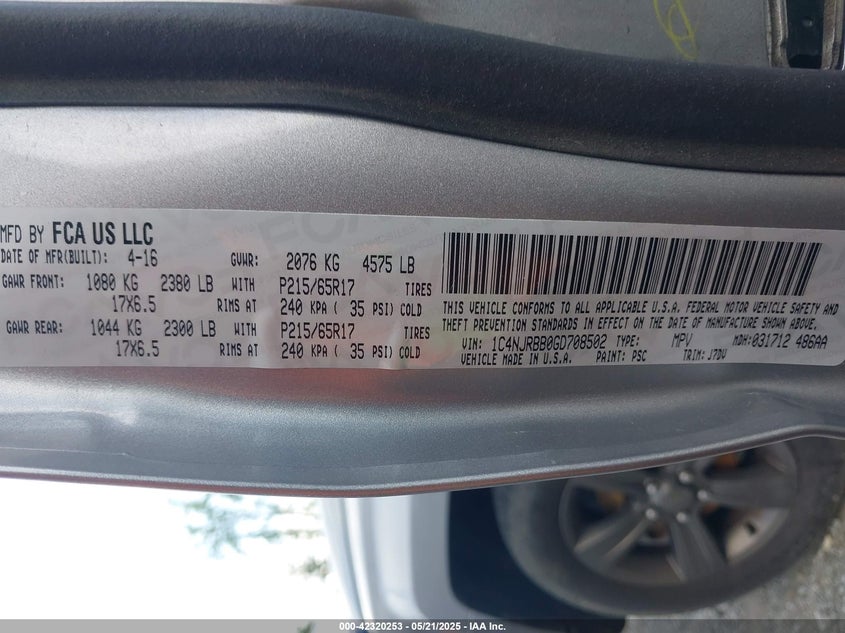 MFD BY FCA US LLC
DATE OF MFR(BUILT): 4-16 GVWR: 2076 KG 4575 LB
GAWR FRONT: 1080 KG 2380 LB WITH P215/65R17 TIRES
17X6.5 RIMS AT 240 KPA ( 35 PSI) COLD
GAWR REAR: 1044 KG 2300 LB WITH P215/65R17 TIRES
17X6.5 RIMS AT 240 KPA ( 35 PSI) COLD
THIS VEHICLE CONFORMS TO ALL APPLICABLE U.S.A. FEDERAL MOTOR VEHICLE SAFETY AND
THEFT PREVENTION STANDARDS IN EFFECT ON THE DATE OF MANUFACTURE SHOWN ABOVE.
VIN: 1C4NJRBB0GD708502 TYPE: MPV MDH:031712 486AA
VEHICLE MADE IN U.S.A. PAINT: PSC TRIM: J7DV
000-42320253 - 05/21/2025 - IAA Inc.